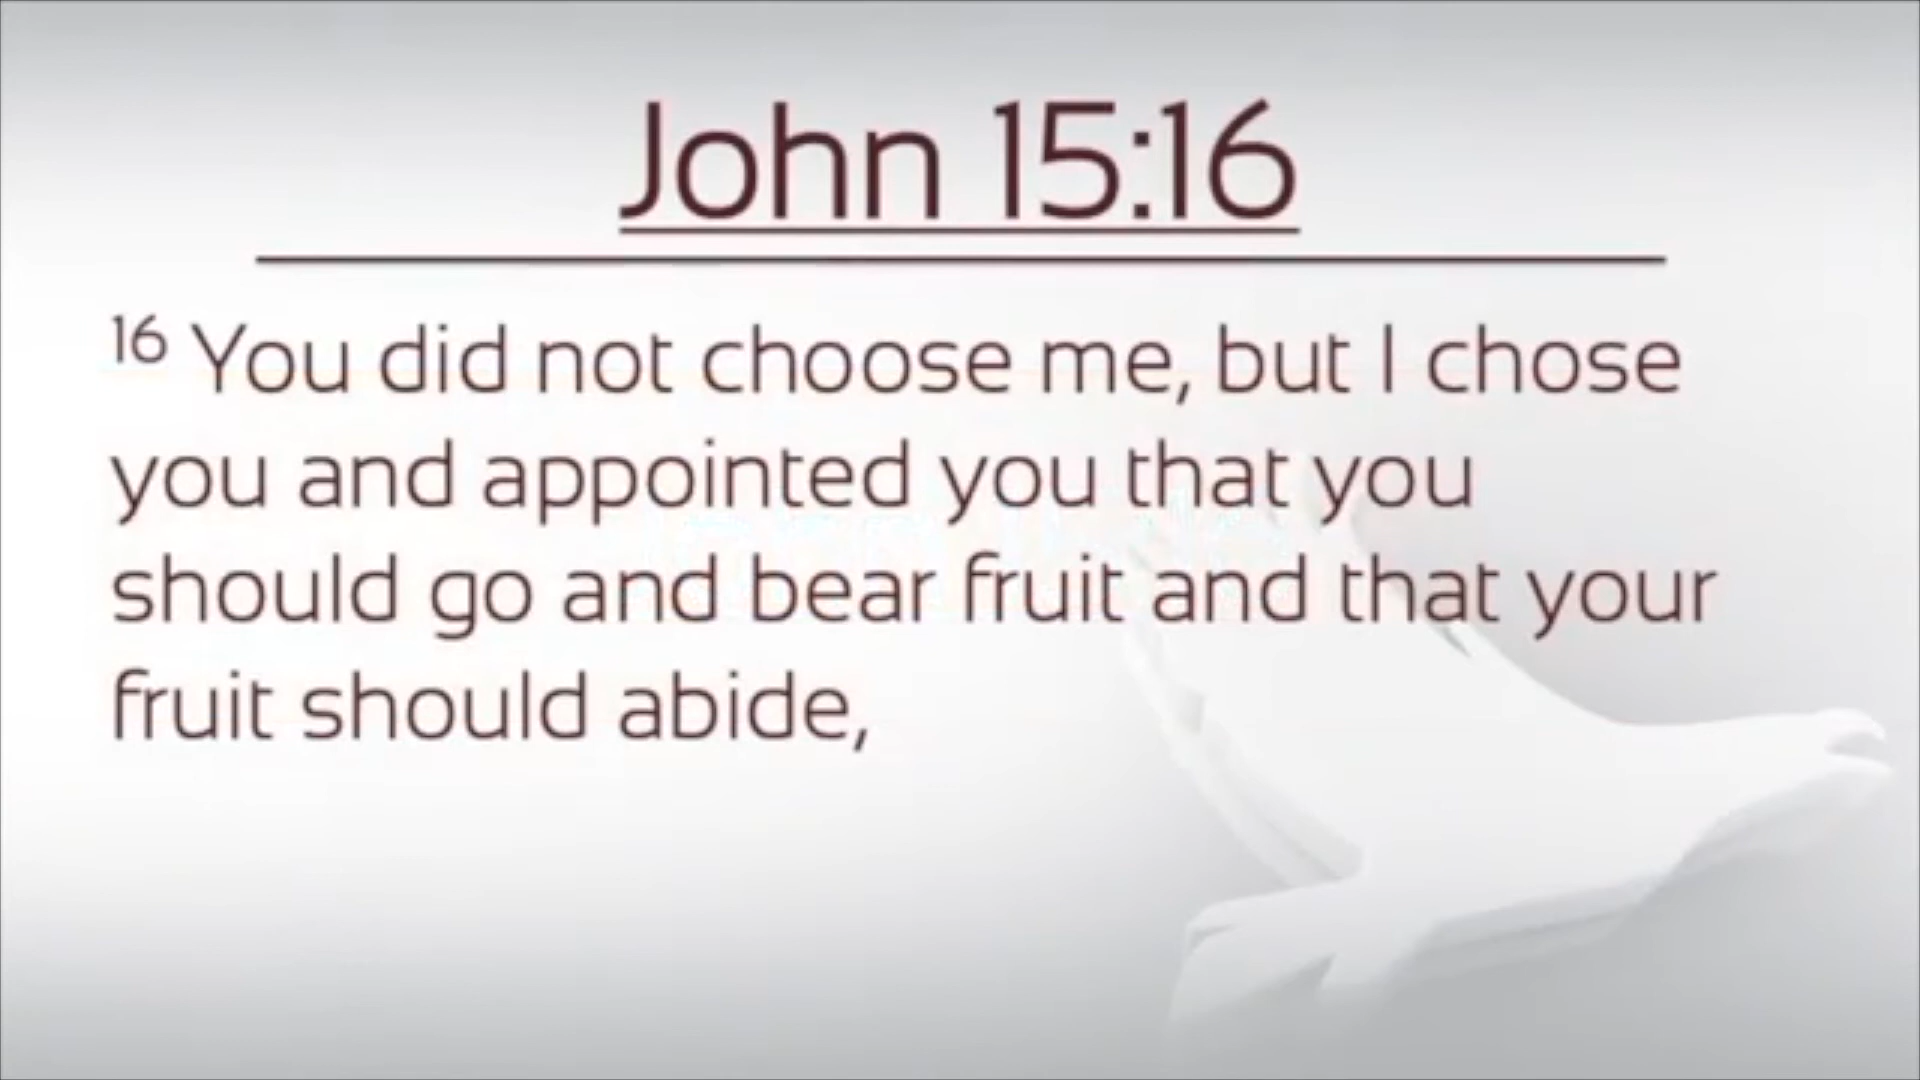 John 15:16
16 You did not choose me, but I chose
you and appointed you that you
should go and bear fruit and that your
fruit should abide,